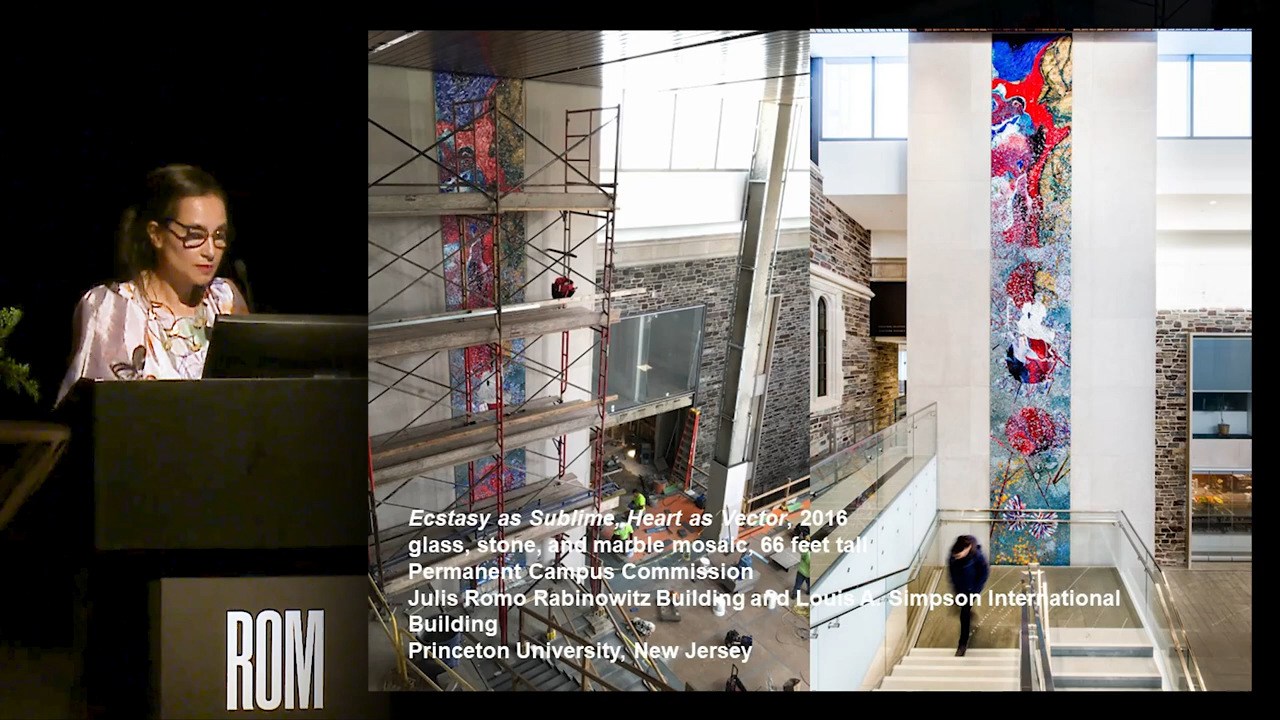 Ecstasy as Sublime, Heart as Vector, 2016
glass, stone, and marble mosaic, 66 feet tall
Permanent Campus Commission
Julis Romo Rabinowitz Building and Louis A. Simpson International
Building
Princeton University, New Jersey
ROM